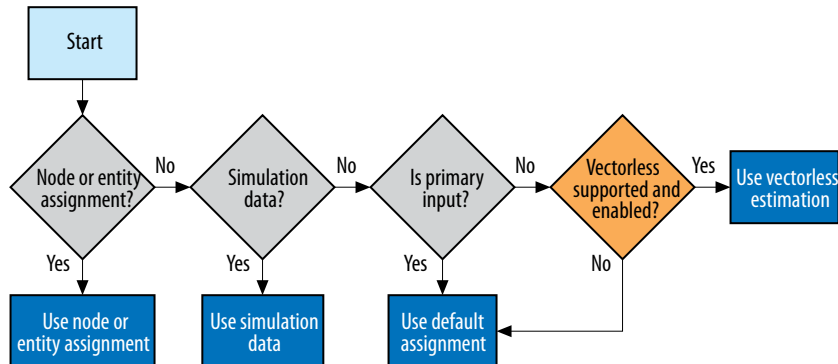 Start
Node or entity
assignment?
No
Simulation
data?
No
Is primary
input?
No
Vectorless
supported and
enabled?
Yes
Use vectorless
estimation
Yes
Yes
Yes
No
Use node or
entity assignment
Use simulation
data
Use default
assignment